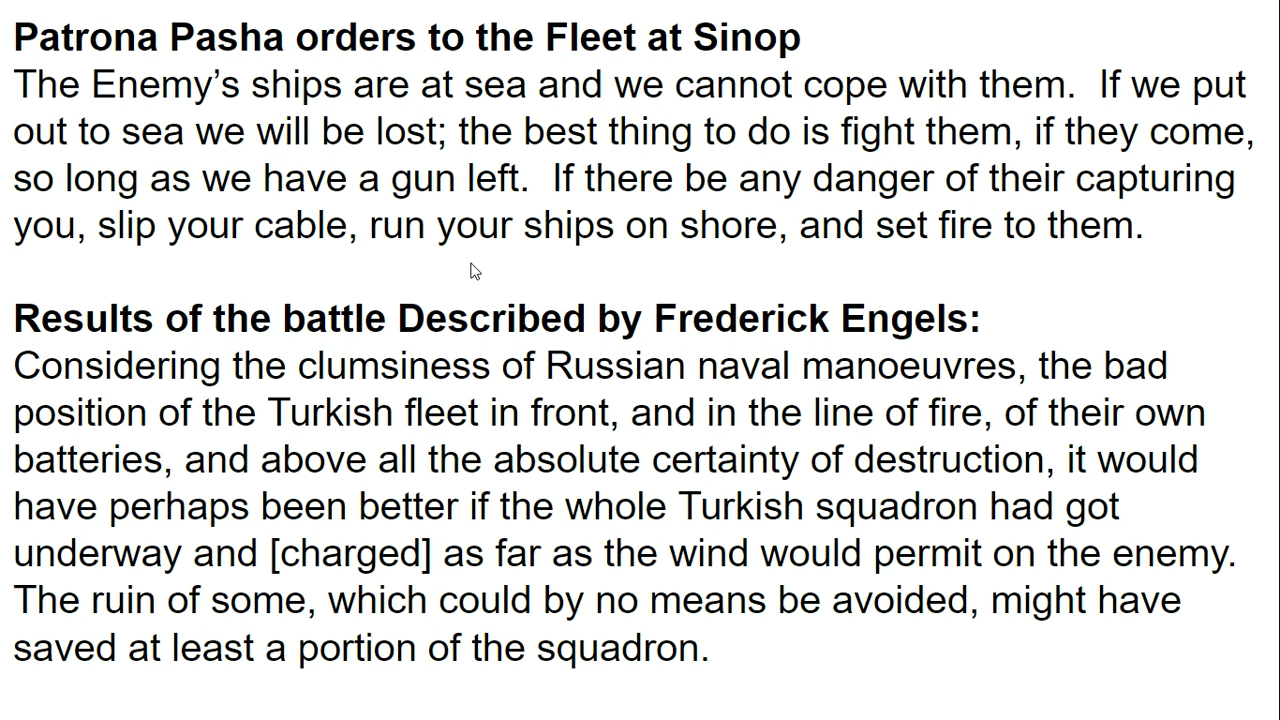 Patrona Pasha orders to the Fleet at Sinop
The Enemy’s ships are at sea and we cannot cope with them.  If we put
out to sea we will be lost; the best thing to do is fight them, if they come,
so long as we have a gun left.  If there be any danger of their capturing
you, slip your cable, run your ships on shore, and set fire to them.
Results of the battle Described by Frederick Engels:
Considering the clumsiness of Russian naval manoeuvres, the bad
position of the Turkish fleet in front, and in the line of fire, of their own
batteries, and above all the absolute certainty of destruction, it would
have perhaps been better if the whole Turkish squadron had got
underway and [charged] as far as the wind would permit on the enemy.
The ruin of some, which could by no means be avoided, might have
saved at least a portion of the squadron.